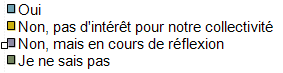 Oui
Non, pas d'intérêt pour notre collectivité
Non, mais en cours de réflexion
Je ne sais pas